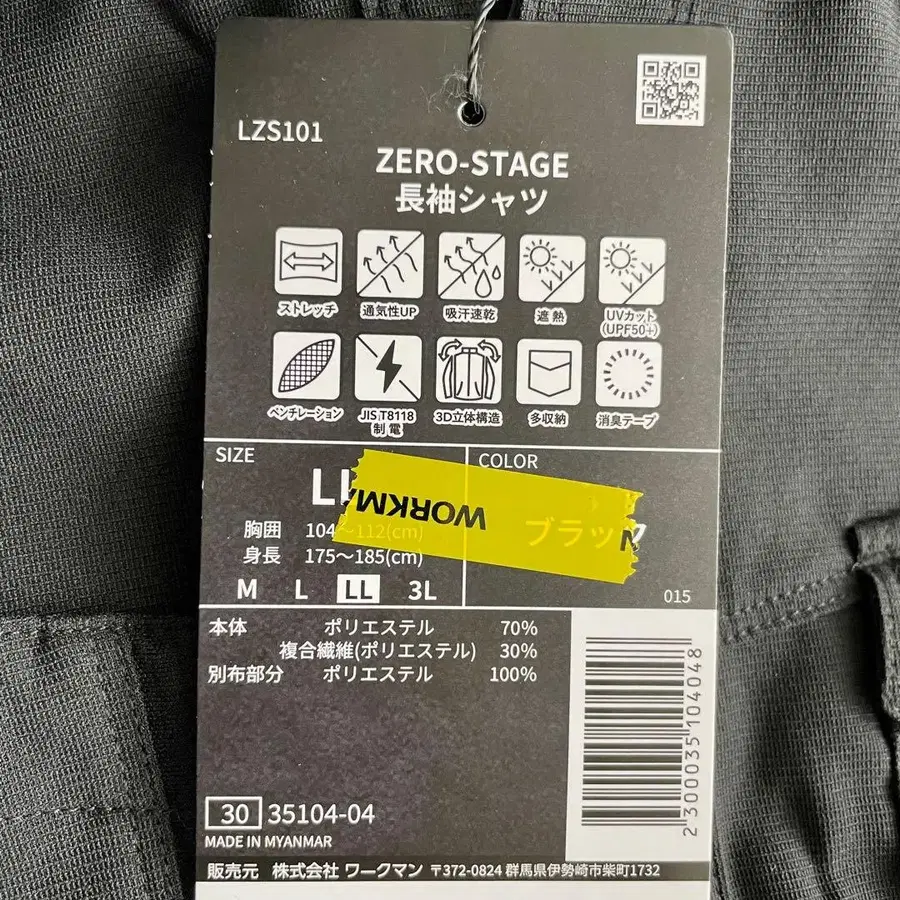 LZS101
ZERO-STAGE
長袖シャツ
ストレッチ
通気性UP
吸汗速乾
遮熱
UVカット
(UPF50+)
ベンチレーション
JIS T8118
制電
3D立体構造
多収納
消臭テープ
SIZE
LL
胸囲 104〜112(cm)
身長 175〜185(cm)
M L LL 3L
COLOR
ブラック
015
WORKMA
本体 ポリエステル 70%
複合繊維(ポリエステル) 30%
別布部分 ポリエステル 100%
30 35104-04
MADE IN MYANMAR
2300035104048
販売元 株式会社 ワークマン 〒372-0824 群馬県伊勢崎市柴町1732